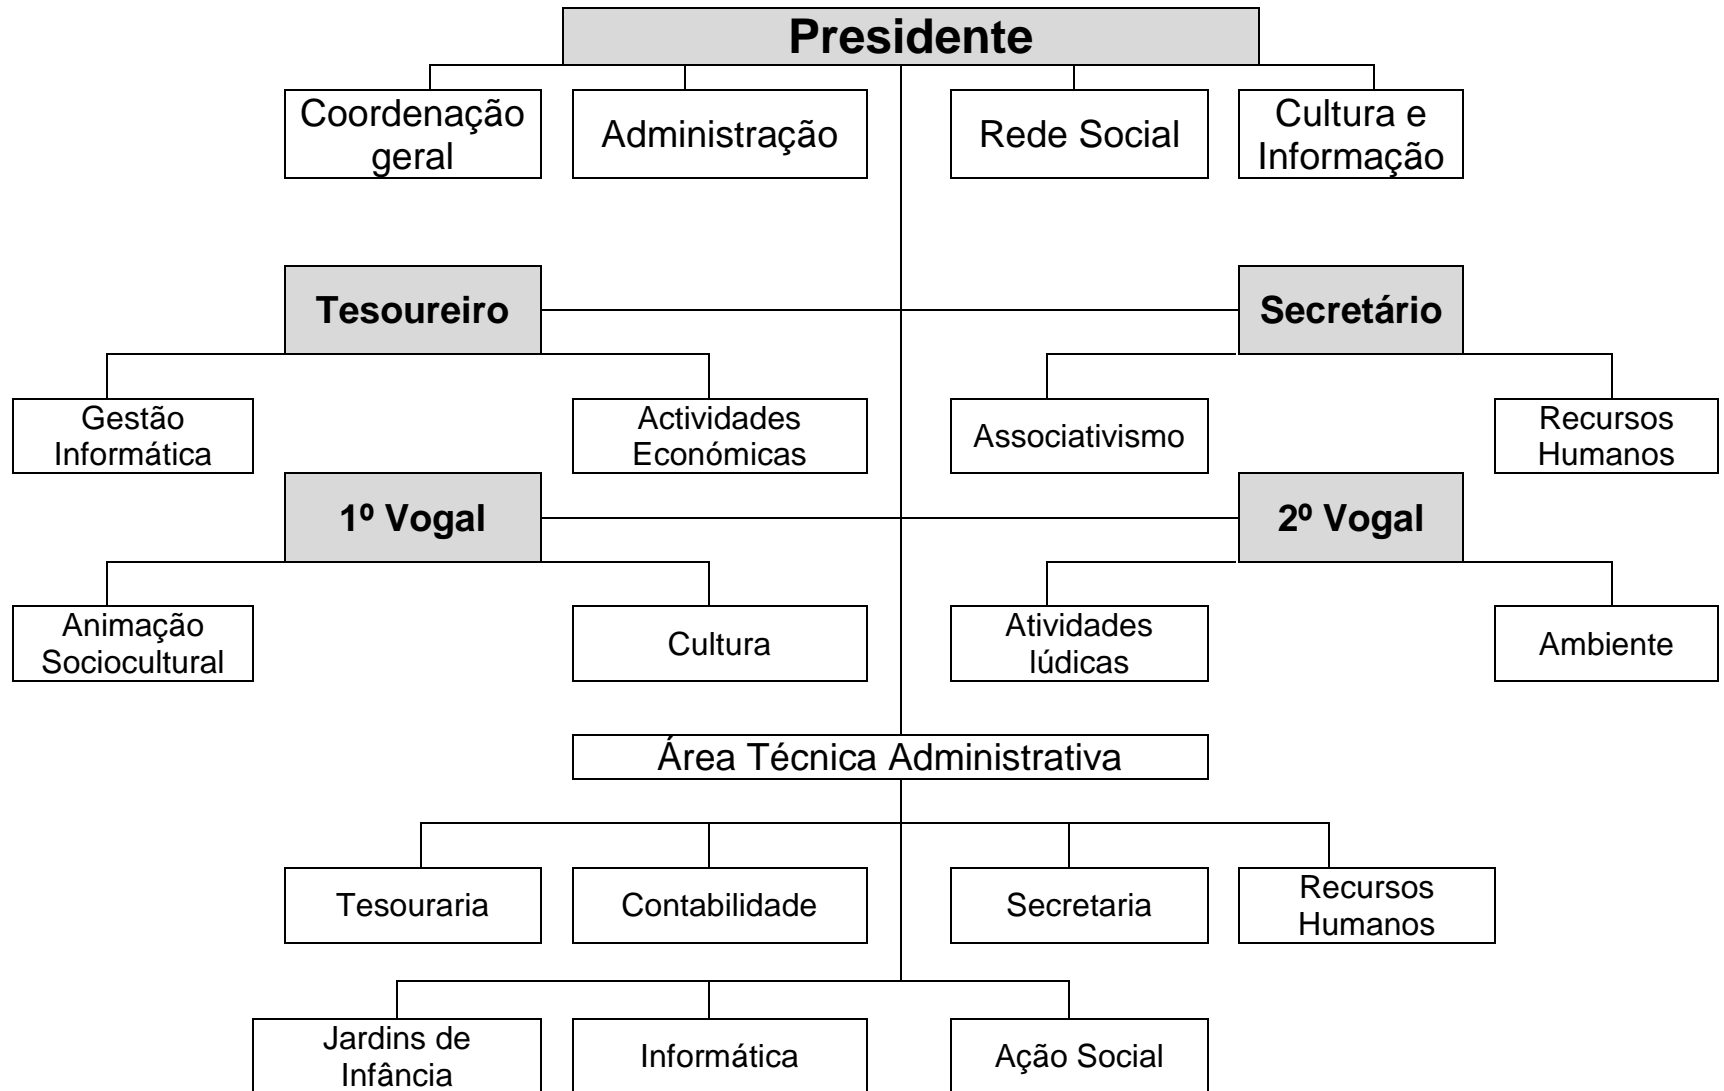 Presidente
Coordenação
geral
Administração
Rede Social
Cultura e
Informação
Tesoureiro
Secretário
Gestão
Informática
Actividades
Económicas
Associativismo
Recursos
Humanos
1º Vogal
2º Vogal
Animação
Sociocultural
Cultura
Atividades
lúdicas
Ambiente
Área Técnica Administrativa
Tesouraria
Contabilidade
Secretaria
Recursos
Humanos
Jardins de
Infância
Informática
Ação Social